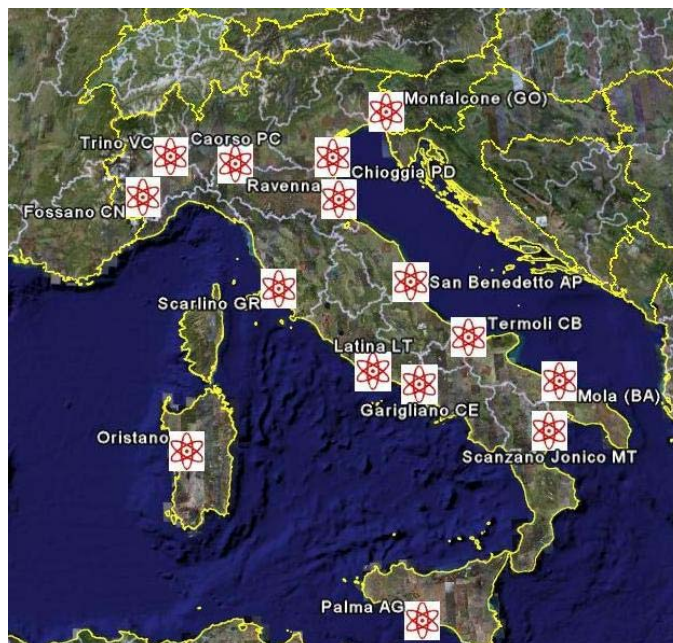 Monfalcone (GO)
Trino VC
Caorso PC
Chioggia PD
Ravenna
Fossano CN
San Benedetto AP
Scarlino GR
Termoli CB
Latina LT
Mola (BA)
Garigliano CE
Oristano
Scanzano Jonico MT
Palma AG